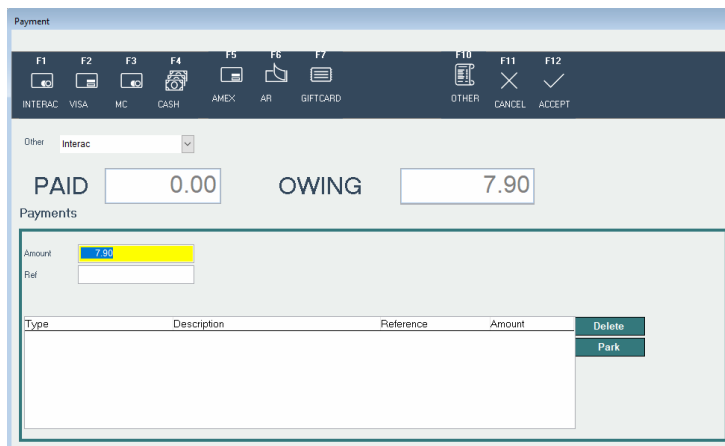 Payment
F1 F2 F3 F4 F5 F6 F7 F10 F11 F12
INTERAC VISA MC CASH AMEX AR GIFTCARD OTHER CANCEL ACCEPT
Other Interac
PAID 0.00 OWING 7.90
Payments
Amount 7.90
Ref
Type Description Reference Amount Delete
Park